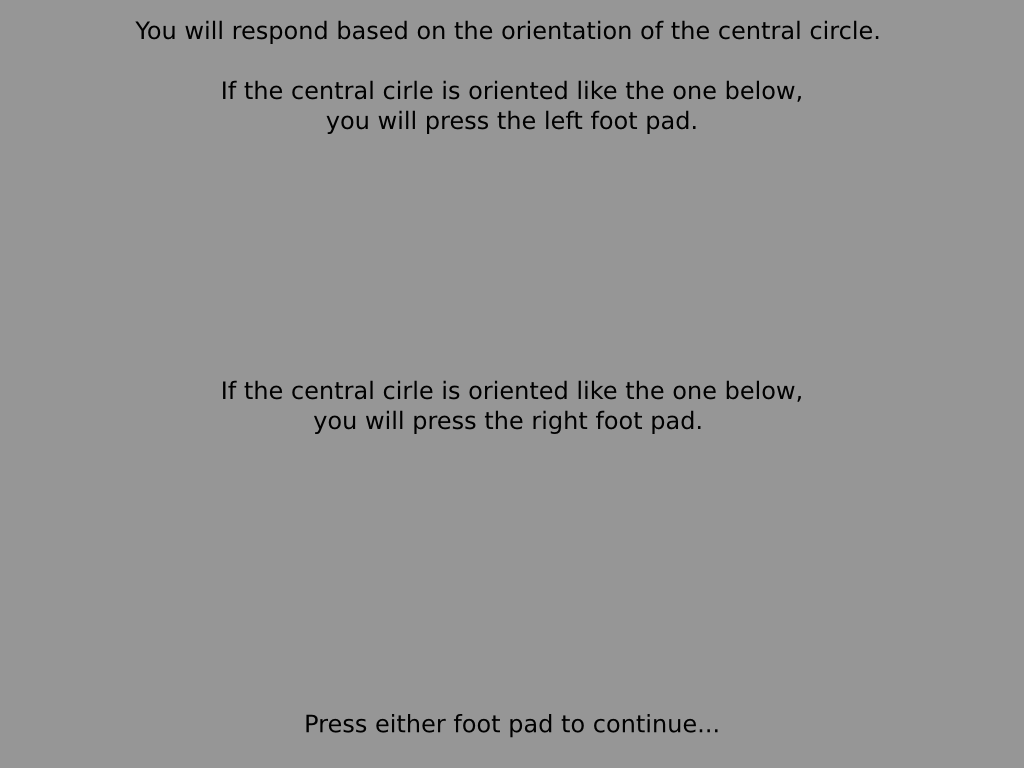 You will respond based on the orientation of the central circle.
If the central cirle is oriented like the one below,
you will press the left foot pad.
If the central cirle is oriented like the one below,
you will press the right foot pad.
Press either foot pad to continue...